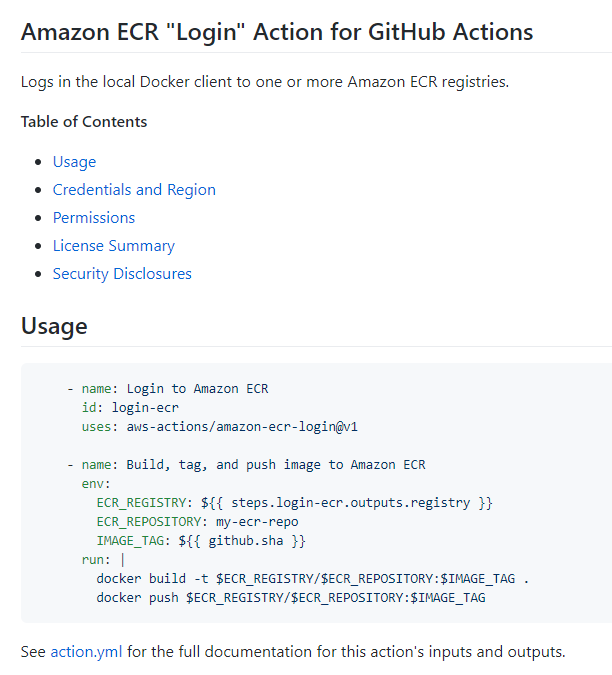 Amazon ECR "Login" Action for GitHub Actions
Logs in the local Docker client to one or more Amazon ECR registries.
Table of Contents
Usage
Credentials and Region
Permissions
License Summary
Security Disclosures
Usage
- name: Login to Amazon ECR
id: login-ecr
uses: aws-actions/amazon-ecr-login@v1
- name: Build, tag, and push image to Amazon ECR
env:
ECR_REGISTRY: ${{ steps.login-ecr.outputs.registry }}
ECR_REPOSITORY: my-ecr-repo
IMAGE_TAG: ${{ github.sha }}
run: |
docker build -t $ECR_REGISTRY/$ECR_REPOSITORY:$IMAGE_TAG .
docker push $ECR_REGISTRY/$ECR_REPOSITORY:$IMAGE_TAG
See action.yml for the full documentation for this action's inputs and outputs.